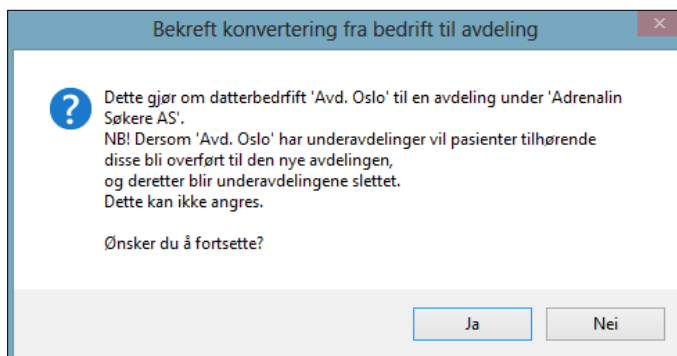 Bekreft konvertering fra bedrift til avdeling
Dette gjør om datterbedrfift 'Avd. Oslo' til en avdeling under 'Adrenalin
Søkere AS'.
NB! Dersom 'Avd. Oslo' har underavdelinger vil pasienter tilhørende
disse bli overført til den nye avdelingen,
og deretter blir underavdelingene slettet.
Dette kan ikke angres.
Ønsker du å fortsette?
Ja
Nei